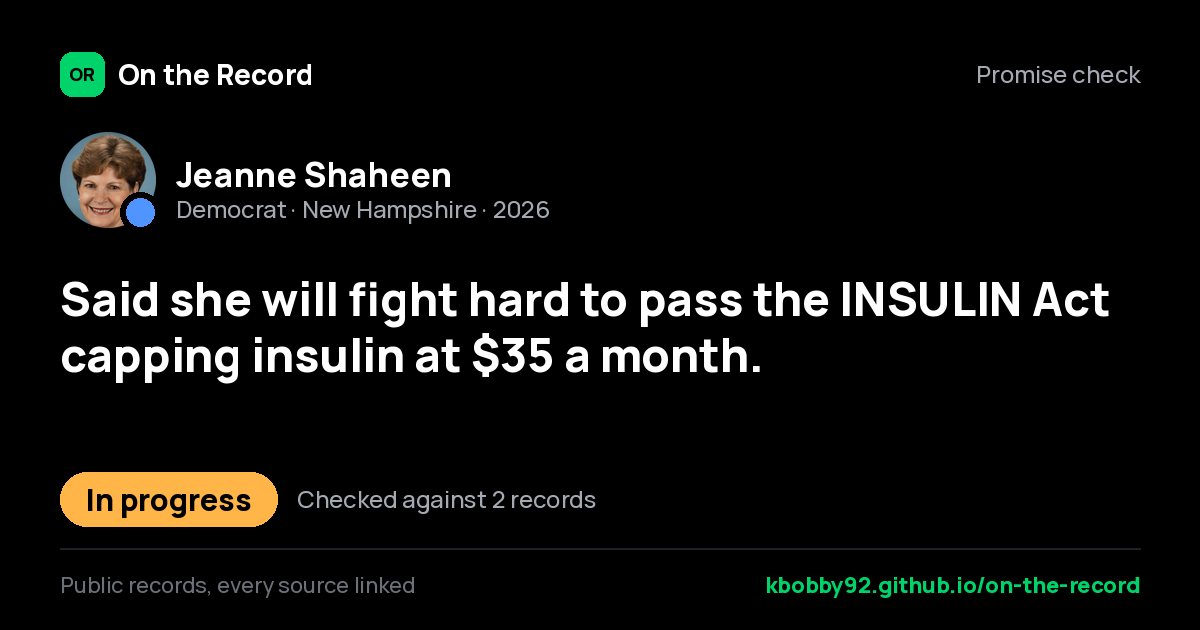 OR On the Record
Promise check
Jeanne Shaheen
Democrat · New Hampshire · 2026
Said she will fight hard to pass the INSULIN Act
capping insulin at $35 a month.
In progress
Checked against 2 records
Public records, every source linked
kbobby92.github.io/on-the-record